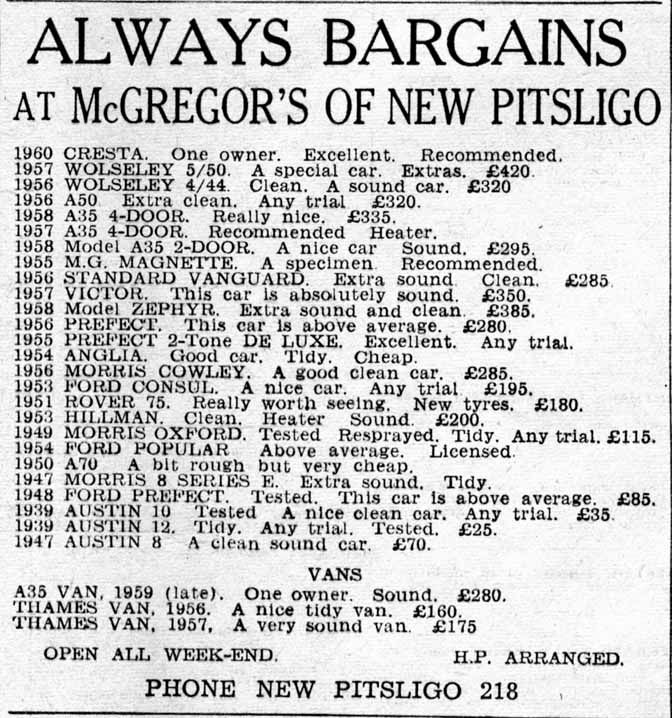 ALWAYS BARGAINS
AT McGREGOR'S OF NEW PITSLIGO
1960 CRESTA. One owner. Excellent. Recommended.
1957 WOLSELEY 5/50. A special car. Extras. £420.
1956 WOLSELEY 4/44. Clean. A sound car. £320
1956 A50. Extra clean. Any trial £320.
1958 A35 4-DOOR. Really nice. £335.
1957 A35 4-DOOR. Recommended Heater.
1958 Model A35 2-DOOR. A nice car Sound. £295.
1955 M.G. MAGNETTE. A specimen Recommended.
1956 STANDARD VANGUARD. Extra sound Clean. £285.
1957 VICTOR. This car is absolutely sound. £350.
1958 Model ZEPHYR. Extra sound and clean £385.
1956 PREFECT. This car is above average. £280.
1955 PREFECT 2-Tone DE LUXE. Excellent. Any trial.
1954 ANGLIA. Good car. Tidy. Cheap.
1956 MORRIS COWLEY. A good clean car. £285.
1953 FORD CONSUL. A nice car. Any trial £195.
1951 ROVER 75. Really worth seeing. New tyres. £180.
1953 HILLMAN. Clean. Heater Sound. £200.
1949 MORRIS OXFORD. Tested Resprayed. Tidy. Any trial. £115.
1954 FORD POPULAR Above average. Licensed.
1950 A70 A bit rough but very cheap.
1947 MORRIS 8 SERIES E. Extra sound. Tidy.
1948 FORD PREFECT. Tested. This car is above average. £85.
1939 AUSTIN 10 Tested A nice clean car. Any trial. £35.
1939 AUSTIN 12. Tidy. Any trial. Tested. £25.
1947 AUSTIN 8 A clean sound car. £70.
VANS
A35 VAN, 1959 (late). One owner. Sound. £280.
THAMES VAN, 1956. A nice tidy van. £160.
THAMES VAN, 1957, A very sound van. £175
OPEN ALL WEEK-END. H.P. ARRANGED.
PHONE NEW PITSLIGO 218